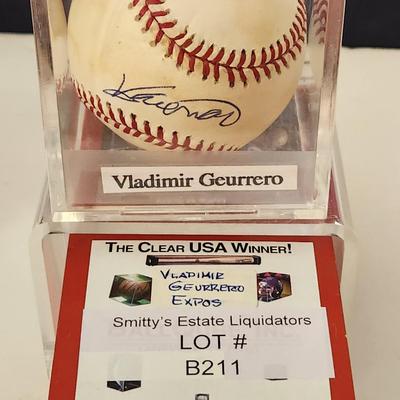 Vladimir Geurrero
THE CLEAR USA WINNER!
VLADIMIR
GEURRERO
EXPOS
Smitty's Estate Liquidators
LOT #
B211